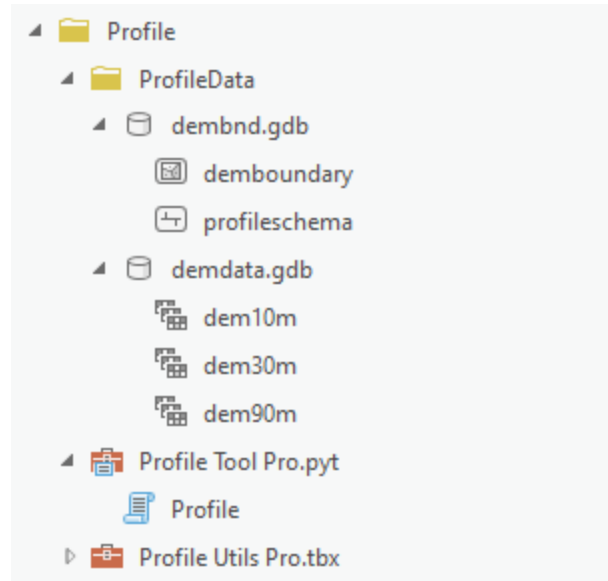 Profile
ProfileData
dembnd.gdb
demboundary
profileschema
demdata.gdb
dem10m
dem30m
dem90m
Profile Tool Pro.pyt
Profile
Profile Utils Pro.tbx